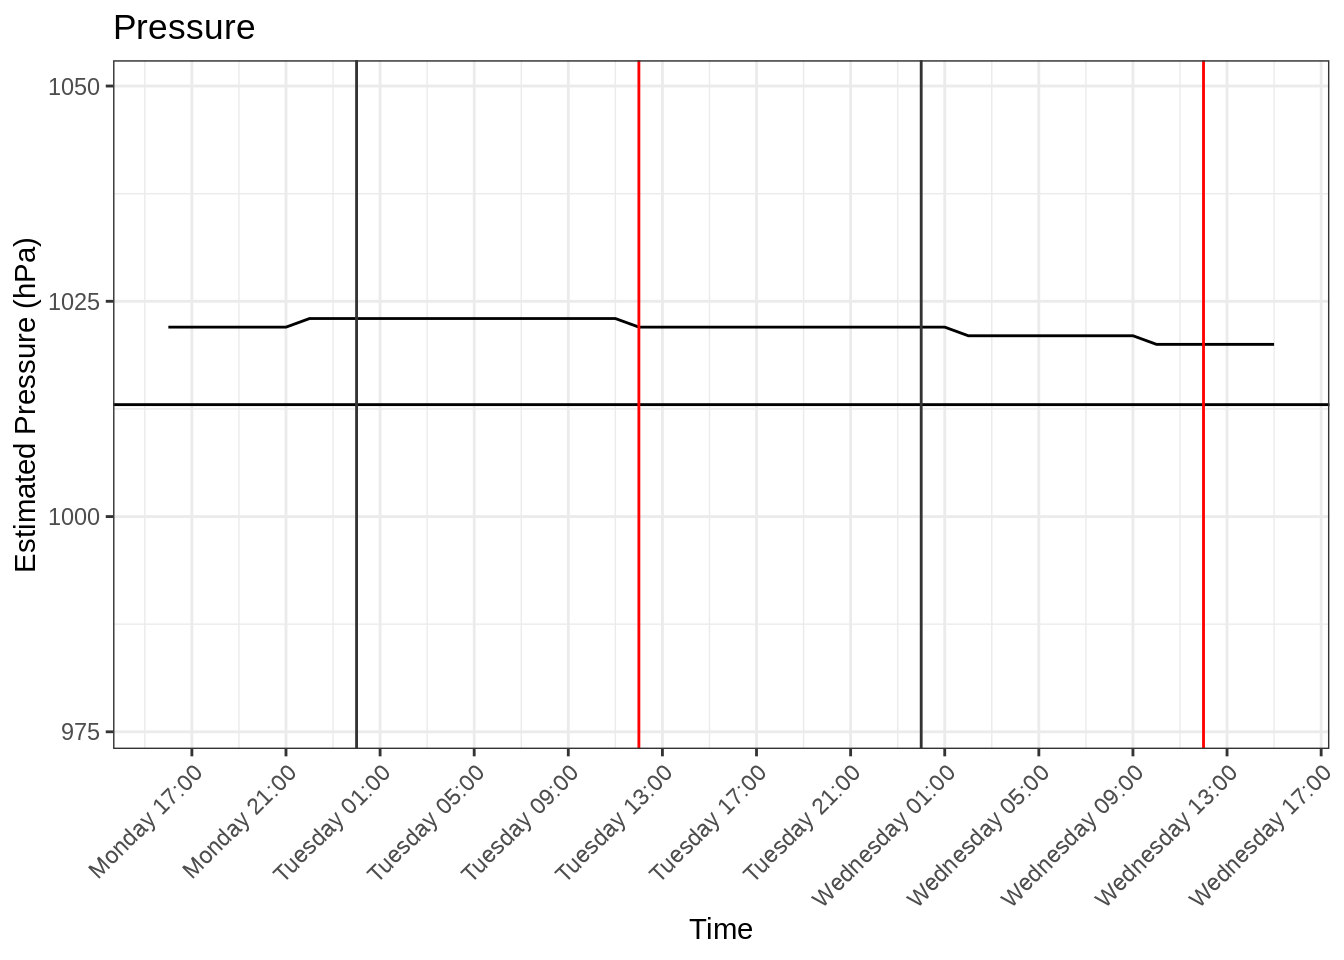 Pressure
Estimated Pressure (hPa)
1050
1025
1000
975
Monday 17:00
Monday 21:00
Tuesday 01:00
Tuesday 05:00
Tuesday 09:00
Tuesday 13:00
Tuesday 17:00
Tuesday 21:00
Wednesday 01:00
Wednesday 05:00
Wednesday 09:00
Wednesday 13:00
Wednesday 17:00
Time